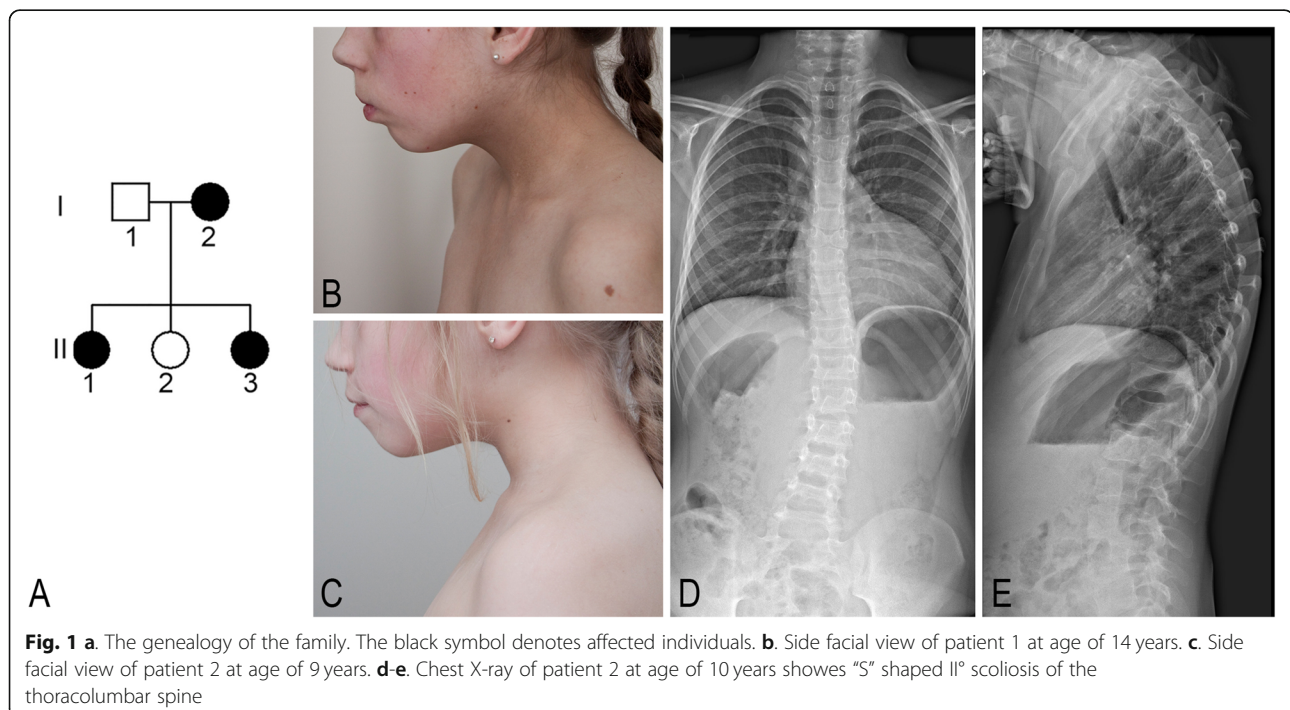 I
1
2
II
1
2
3
A
B
C
D
E
Fig. 1 a. The genealogy of the family. The black symbol denotes affected individuals. b. Side facial view of patient 1 at age of 14 years. c. Side
facial view of patient 2 at age of 9 years. d-e. Chest X-ray of patient 2 at age of 10 years showes “S” shaped II° scoliosis of the
thoracolumbar spine